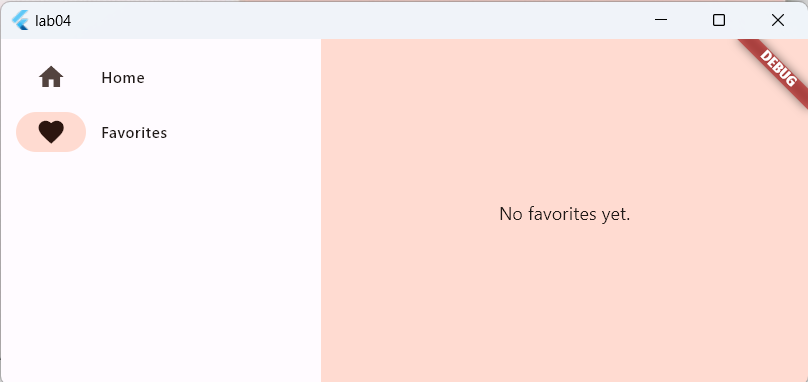 lab04
DEBUG
Home
Favorites
No favorites yet.